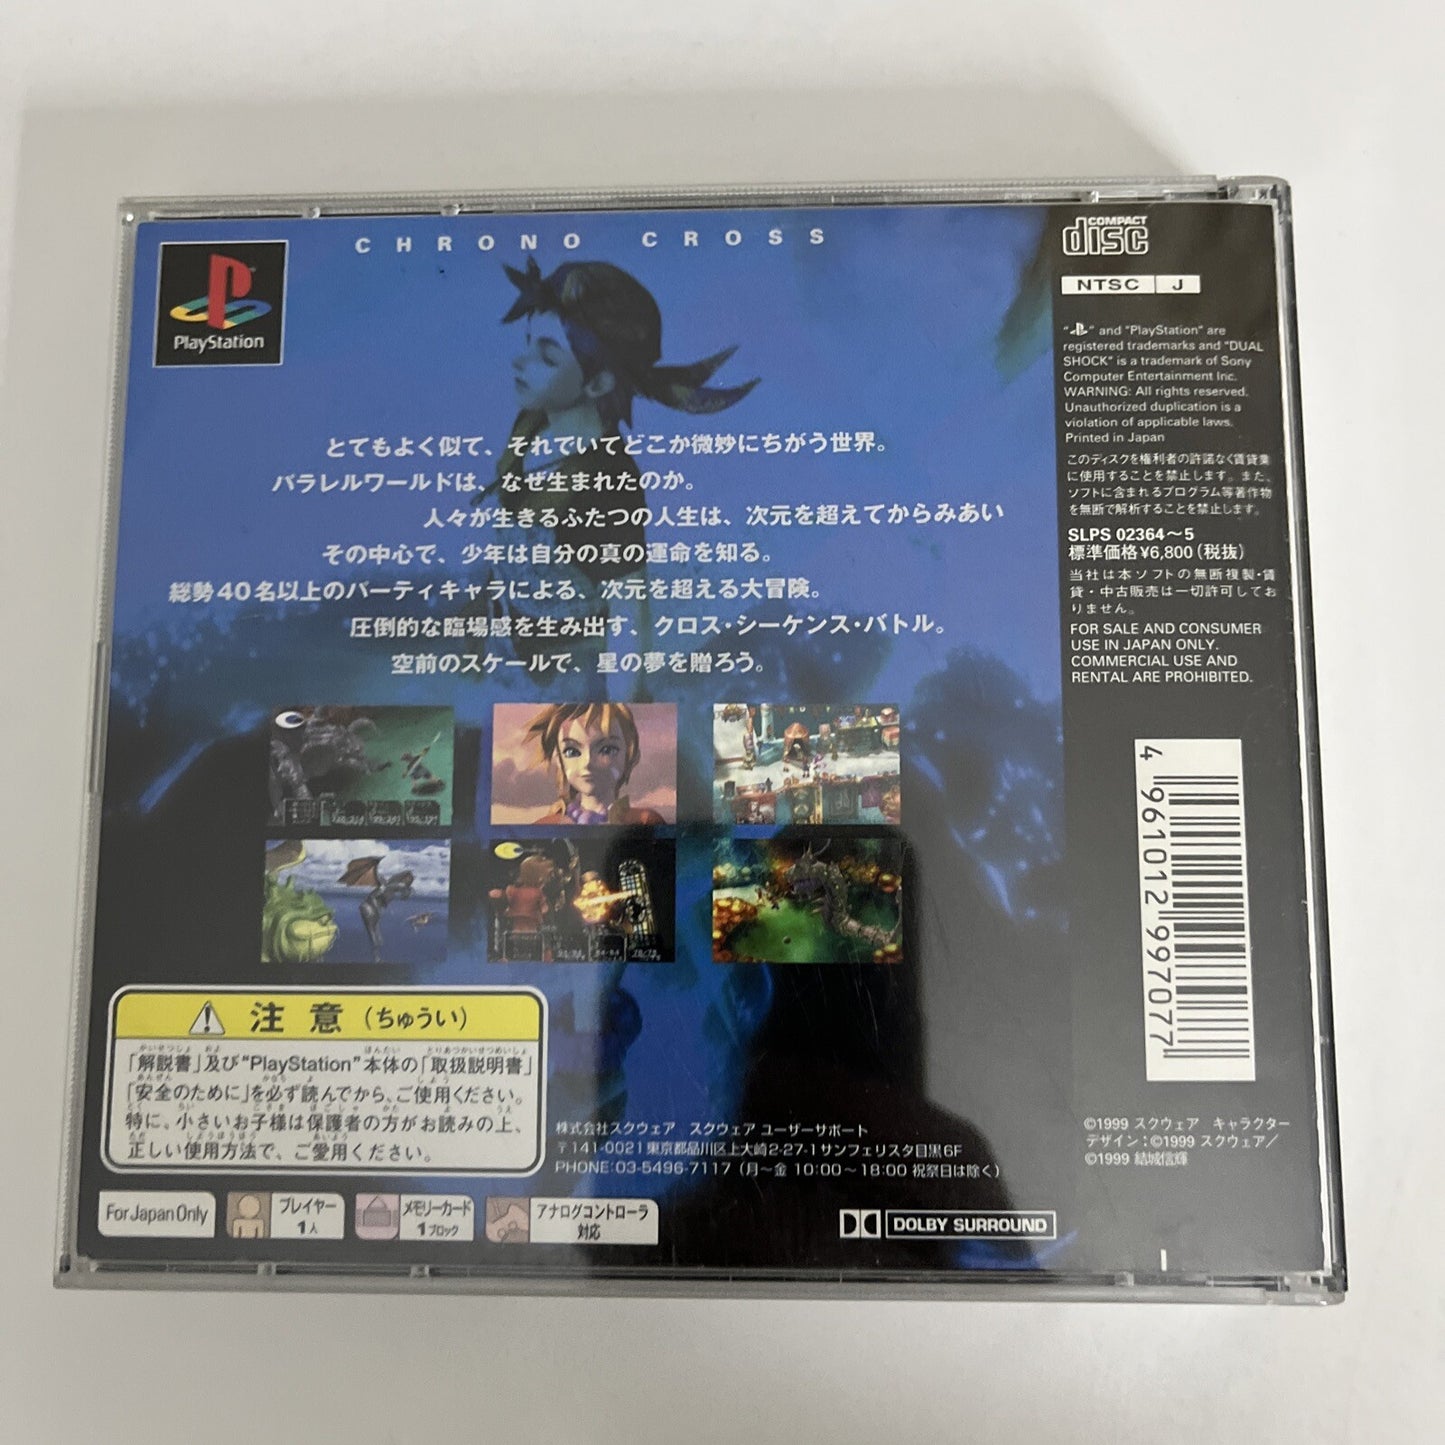 CHRONO CROSS
PlayStation
とてもよく似て、それでいてどこか微妙にちがう世界。
パラレルワールドは、なぜ生まれたのか。
人々が生きるふたつの人生は、次元を超えてからみあい
その中心で、少年は自分の真の運命を知る。
総勢40名以上のパーティキャラによる、次元を超える大冒険。
圧倒的な臨場感を生み出す、クロス・シーケンス・バトル。
空前のスケールで、星の夢を贈ろう。
注意(ちゅうい)
「解説書」及び“PlayStation”本体の「取扱説明書」
「安全のために」を必ず読んでから、ご使用ください。
特に、小さいお子様は保護者の方がお読みの上、
正しい使用方法で、ご愛用ください。
株式会社スクウェア スクウェア ユーザーサポート
〒141-0021 東京都品川区上大崎2-27-1 サンフェリスタ目黒6F
PHONE:03-5496-7117(月～金 10:00～18:00 祝祭日は除く)
For Japan Only
プレイヤー
1人
メモリーカード
1ブロック
アナログコントローラ
対応
DOLBY SURROUND
COMPACT
disc
NTSC J
“ ” and “PlayStation” are
registered trademarks and “DUAL
SHOCK” is a trademark of Sony
Computer Entertainment Inc.
WARNING: All rights reserved.
Unauthorized duplication is a
violation of applicable laws.
Printed in Japan
このディスクを権利者の許諾なく賃貸業
に使用することを禁止します。また、
ソフトに含まれるプログラム等著作物
を無断で解析することを禁止します。
SLPS 02364～5
標準価格¥6,800(税抜)
当社は本ソフトの無断複製・賃
貸・中古販売は一切許可してお
りません。
FOR SALE AND CONSUMER
USE IN JAPAN ONLY.
COMMERCIAL USE AND
RENTAL ARE PROHIBITED.
4 961012 997077
©1999 スクウェア キャラクター
デザイン:©1999 スクウェア/
©1999 結城信輝